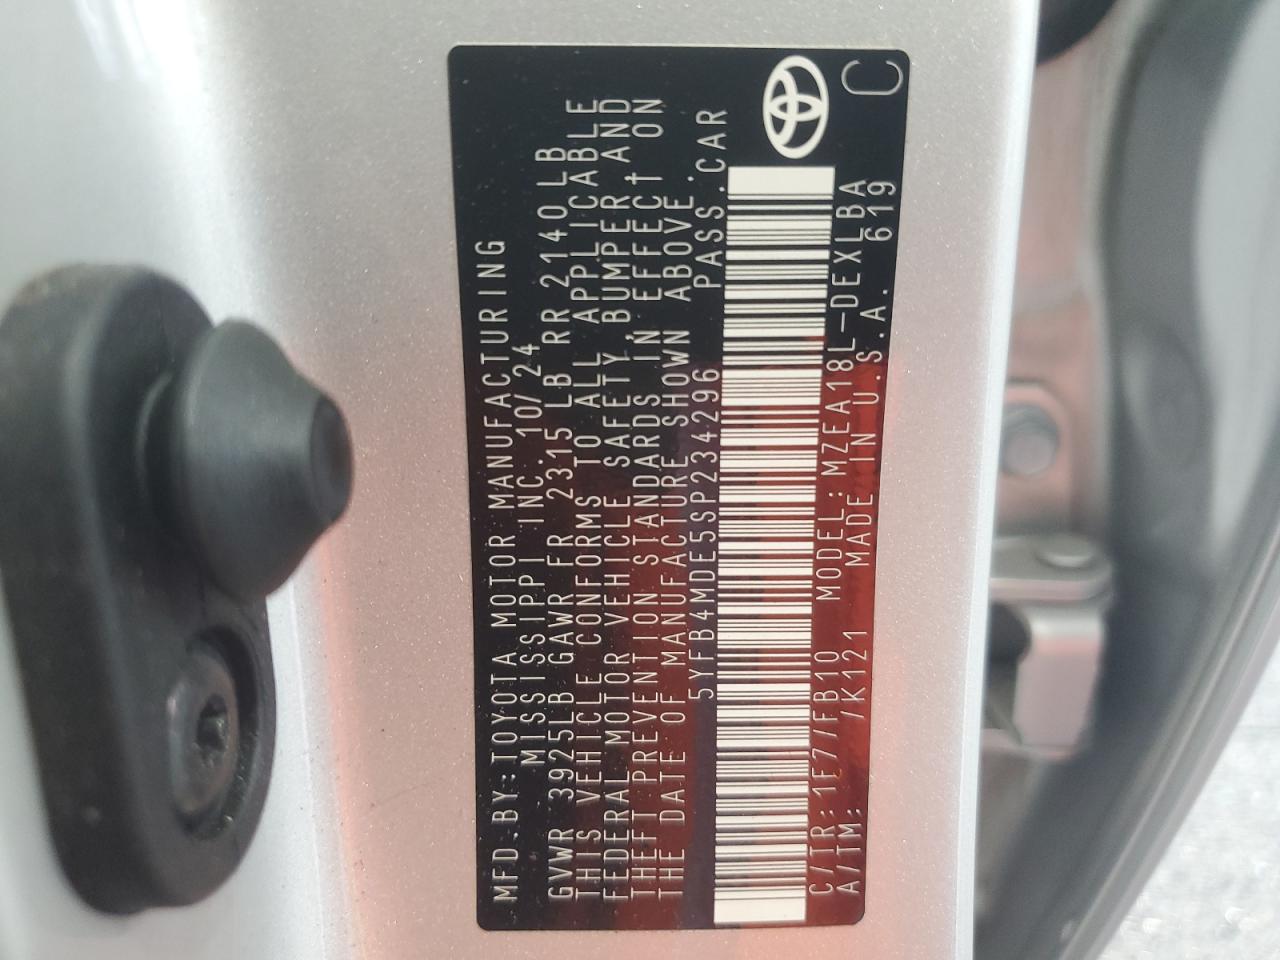 MFD.BY:TOYOTA MOTOR MANUFACTURING
MISSISSIPPI INC. 10/24
GVWR 3925LB GAWR FR 2315 LB RR 2140 LB
THIS VEHICLE CONFORMS TO ALL APPLICABLE
FEDERAL MOTOR VEHICLE SAFETY,BUMPER,AND
THEFT PREVENTION STANDARDS IN EFFECT ON
THE DATE OF MANUFACTURE SHOWN ABOVE.
5YFB4MDE5SP234296 PASS.CAR
C/TR:1E7/FB10 MODEL:MZEA18L-DEXLBA
A/TM: /K121 MADE IN U.S.A. 619
C